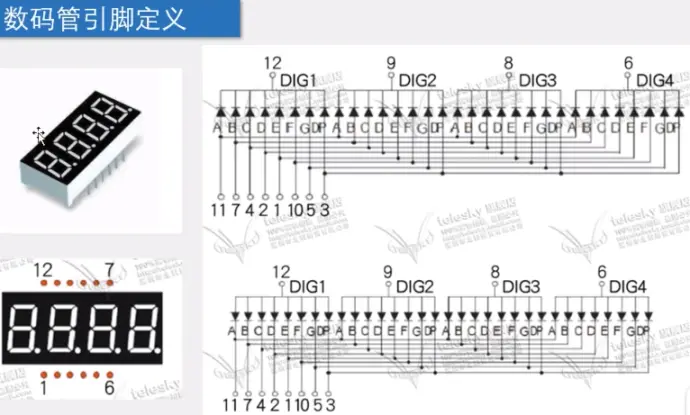 数码管引脚定义
12 9 8 6
DIG1 DIG2 DIG3 DIG4
A B C D E F G DP A B C D E F G DP A B C D E F G DP A B C D E F G DP
11 7 4 2 1 10 5 3
telesky
12 7
1 6
12 9 8 6
DIG1 DIG2 DIG3 DIG4
A B C D E F G DP A B C D E F G DP A B C D E F G DP A B C D E F G DP
11 7 4 2 1 10 5 3